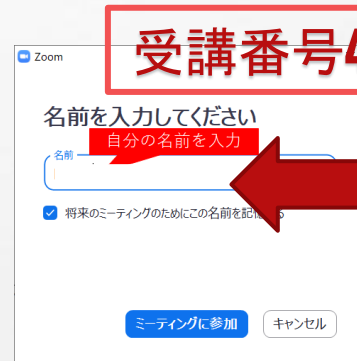 受講番号4
Zoom
名前を入力してください
自分の名前を入力
名前
将来のミーティングのためにこの名前を記憶する
ミーティングに参加
キャンセル